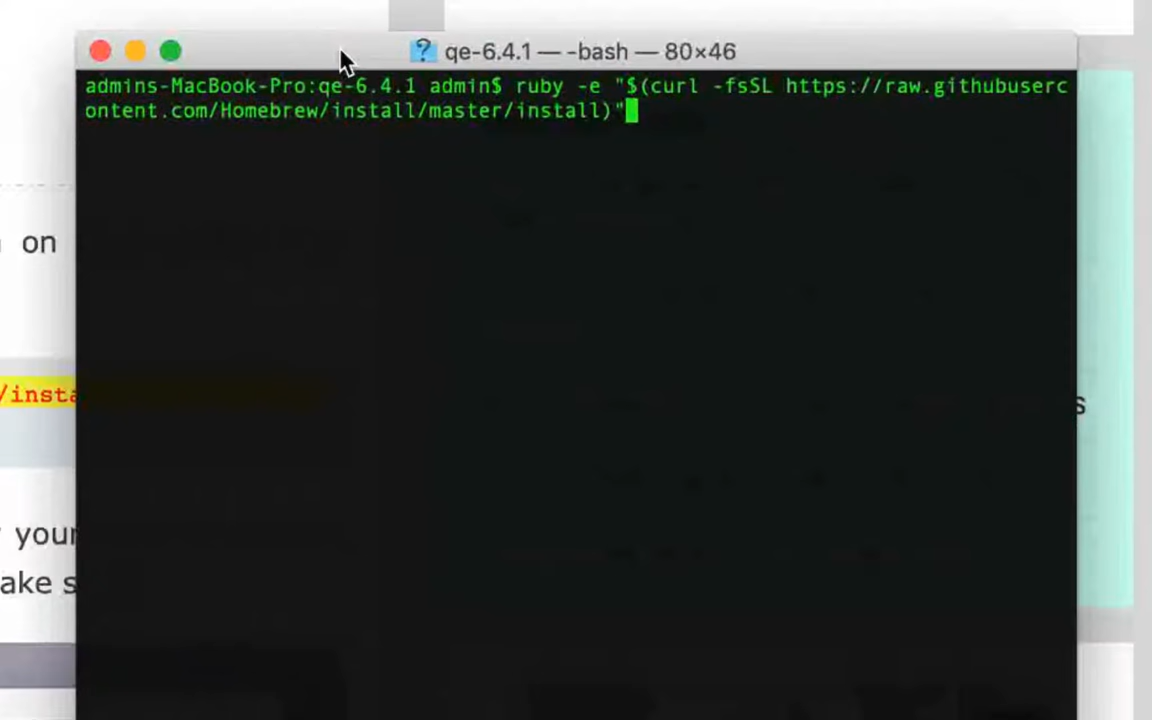 qe-6.4.1 — -bash — 80×46
admins-MacBook-Pro:qe-6.4.1 admin$ ruby -e "$(curl -fsSL https://raw.githubuserc
ontent.com/Homebrew/install/master/install)"
on
/insta
s
your
ake s